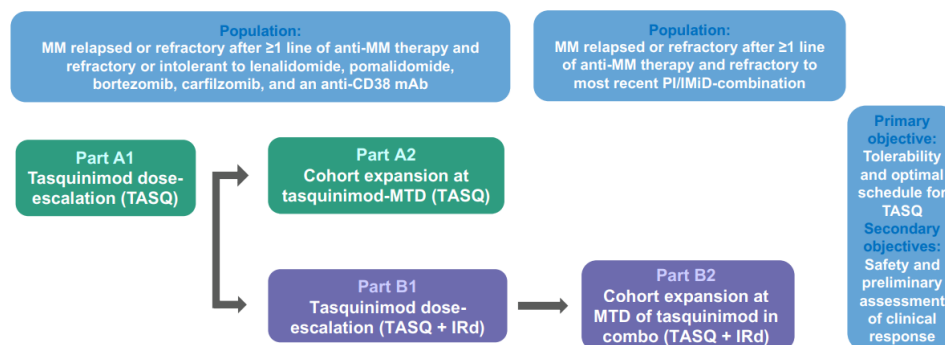 Population:
MM relapsed or refractory after ≥1 line of anti-MM therapy and
refractory or intolerant to lenalidomide, pomalidomide,
bortezomib, carfilzomib, and an anti-CD38 mAb
Population:
MM relapsed or refractory after ≥1 line
of anti-MM therapy and refractory to
most recent PI/IMiD-combination
Part A1
Tasquinimod dose-
escalation (TASQ)
Part A2
Cohort expansion at
tasquinimod-MTD (TASQ)
Part B1
Tasquinimod dose-
escalation (TASQ + IRd)
Part B2
Cohort expansion at
MTD of tasquinimod in
combo (TASQ + IRd)
Primary
objective:
Tolerability
and optimal
schedule for
TASQ
Secondary
objectives:
Safety and
preliminary
assessment
of clinical
response